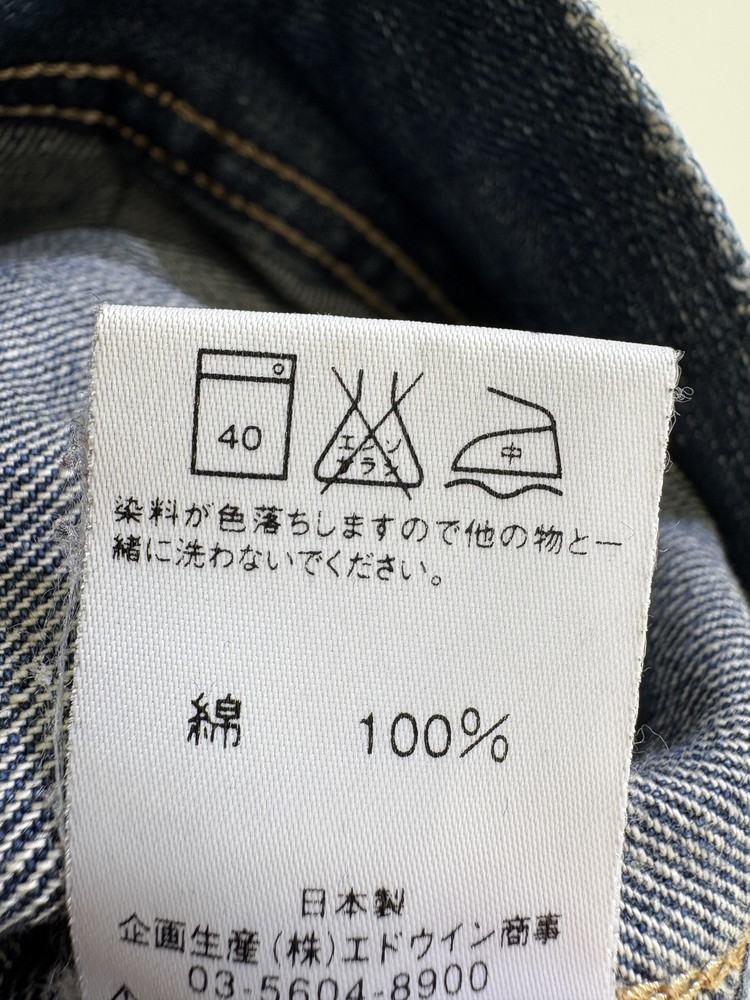 40
エンソ
サラシ
中
染料が色落ちしますので他の物と一
緒に洗わないでください。
綿 100%
日本製
企画生産(株)エドウイン商事
03-5604-8900